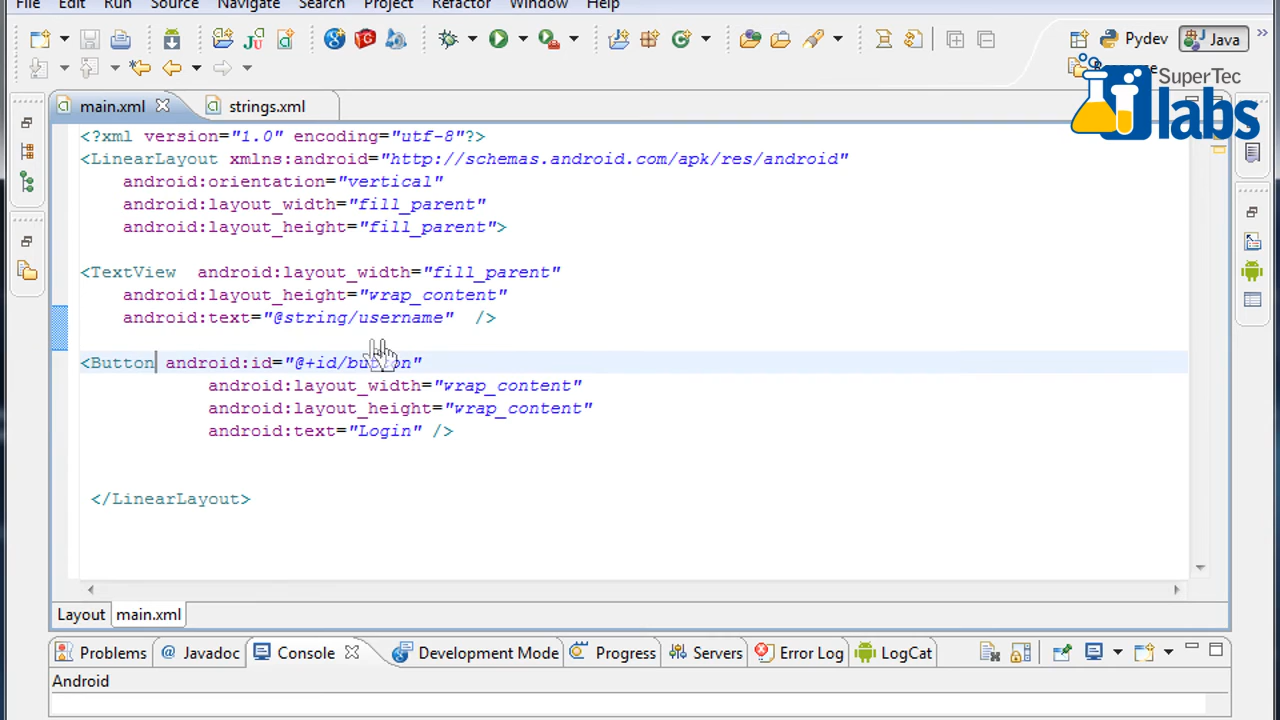 File Edit Run Source Navigate Search Project Refactor Window Help
Pydev Java
SuperTec
labs
main.xml strings.xml
<?xml version="1.0" encoding="utf-8"?>
<LinearLayout xmlns:android="http://schemas.android.com/apk/res/android"
android:orientation="vertical"
android:layout_width="fill_parent"
android:layout_height="fill_parent">
<TextView android:layout_width="fill_parent"
android:layout_height="wrap_content"
android:text="@string/username" />
<Button android:id="@+id/button"
android:layout_width="wrap_content"
android:layout_height="wrap_content"
android:text="Login" />
</LinearLayout>
Layout main.xml
Problems @ Javadoc Console Development Mode Progress Servers Error Log LogCat
Android